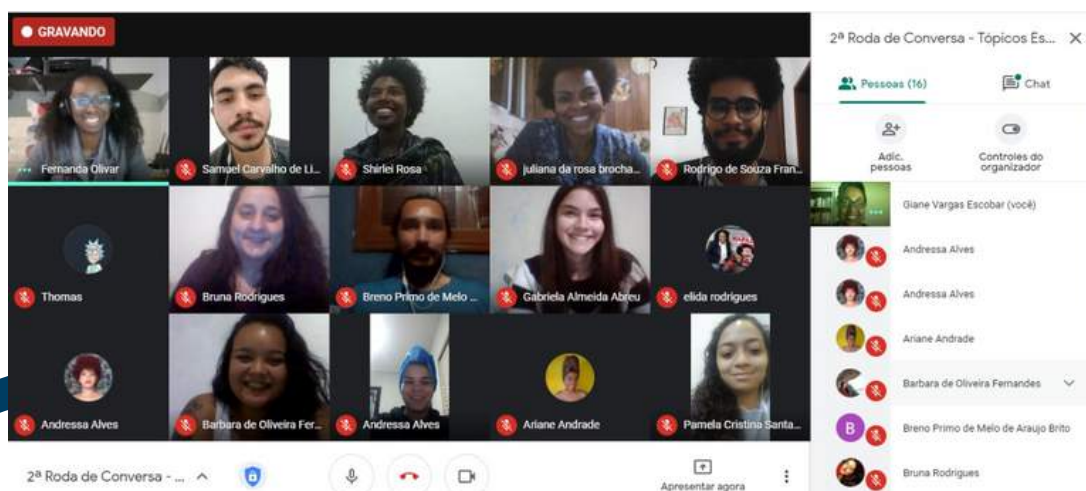 GRAVANDO
Fernanda Olivar
Samuel Carvalho de Li...
Shirlei Rosa
juliana da rosa brocha...
Rodrigo de Souza Fran...
Thomas
Bruna Rodrigues
Breno Primo de Melo ...
Gabriela Almeida Abreu
elida rodrigues
Andressa Alves
Barbara de Oliveira Fer...
Andressa Alves
Ariane Andrade
Pamela Cristina Santa...
2ª Roda de Conversa - ...
Apresentar agora
2ª Roda de Conversa - Tópicos Es...
Pessoas (16)
Chat
Adic.
pessoas
Controles do
organizador
Giane Vargas Escobar (você)
Andressa Alves
Andressa Alves
Ariane Andrade
Barbara de Oliveira Fernandes
B
Breno Primo de Melo de Araujo Brito
Bruna Rodrigues